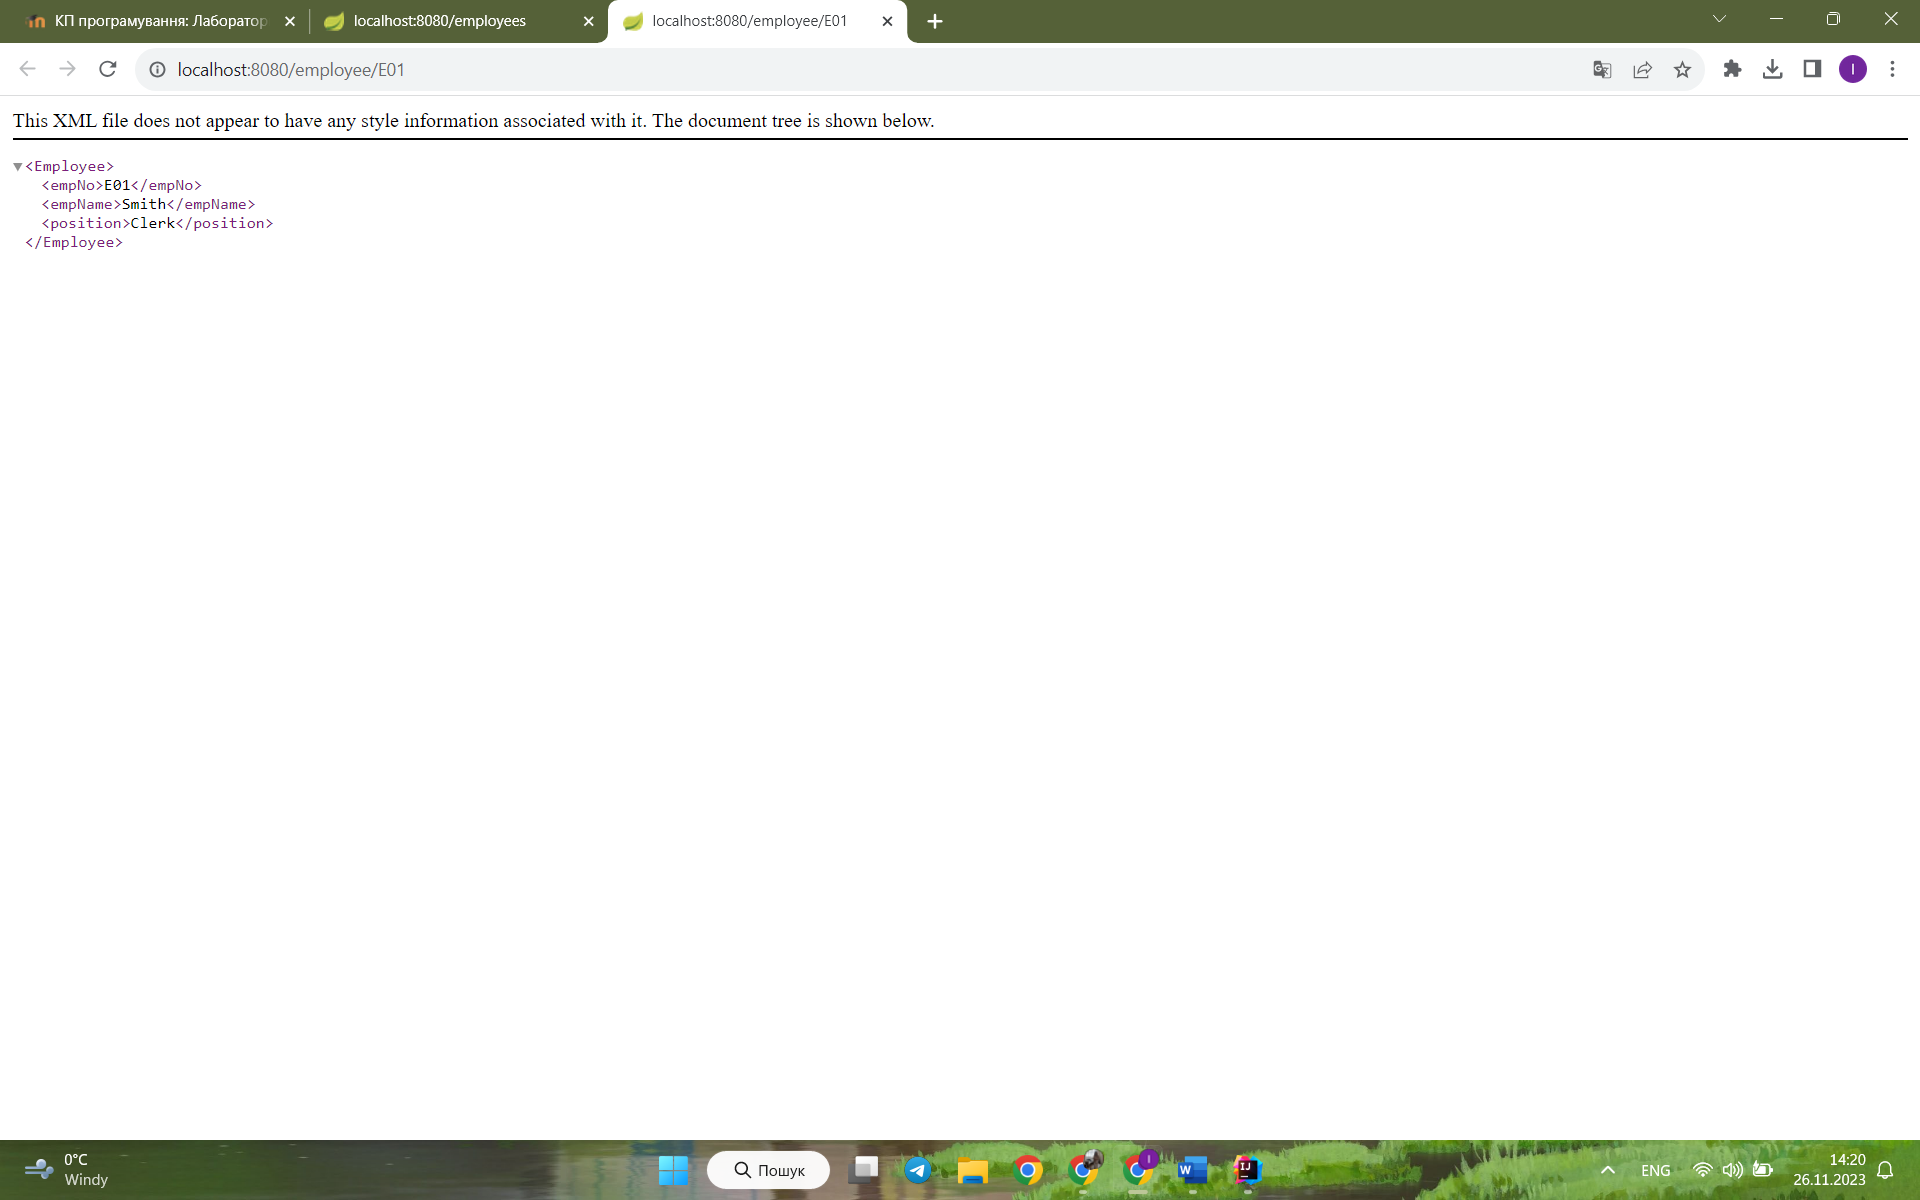 КП програмування: Лаборатор
localhost:8080/employees
localhost:8080/employee/E01
localhost:8080/employee/E01
I
This XML file does not appear to have any style information associated with it. The document tree is shown below.
▼<Employee>
<empNo>E01</empNo>
<empName>Smith</empName>
<position>Clerk</position>
</Employee>
0°C
Windy
Пошук
I
W
IJ
ENG
14:20
26.11.2023